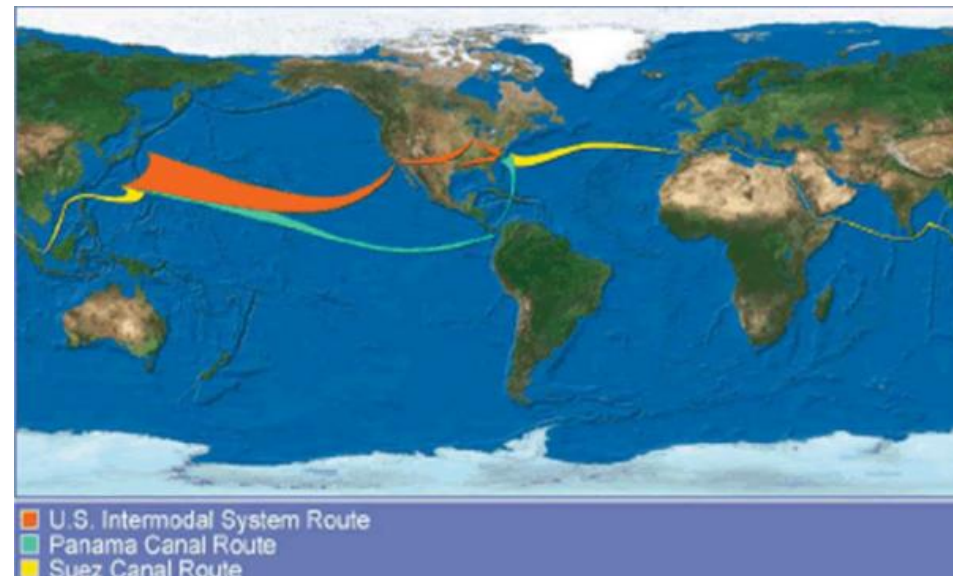 U.S. Intermodal System Route
Panama Canal Route
Suez Canal Route